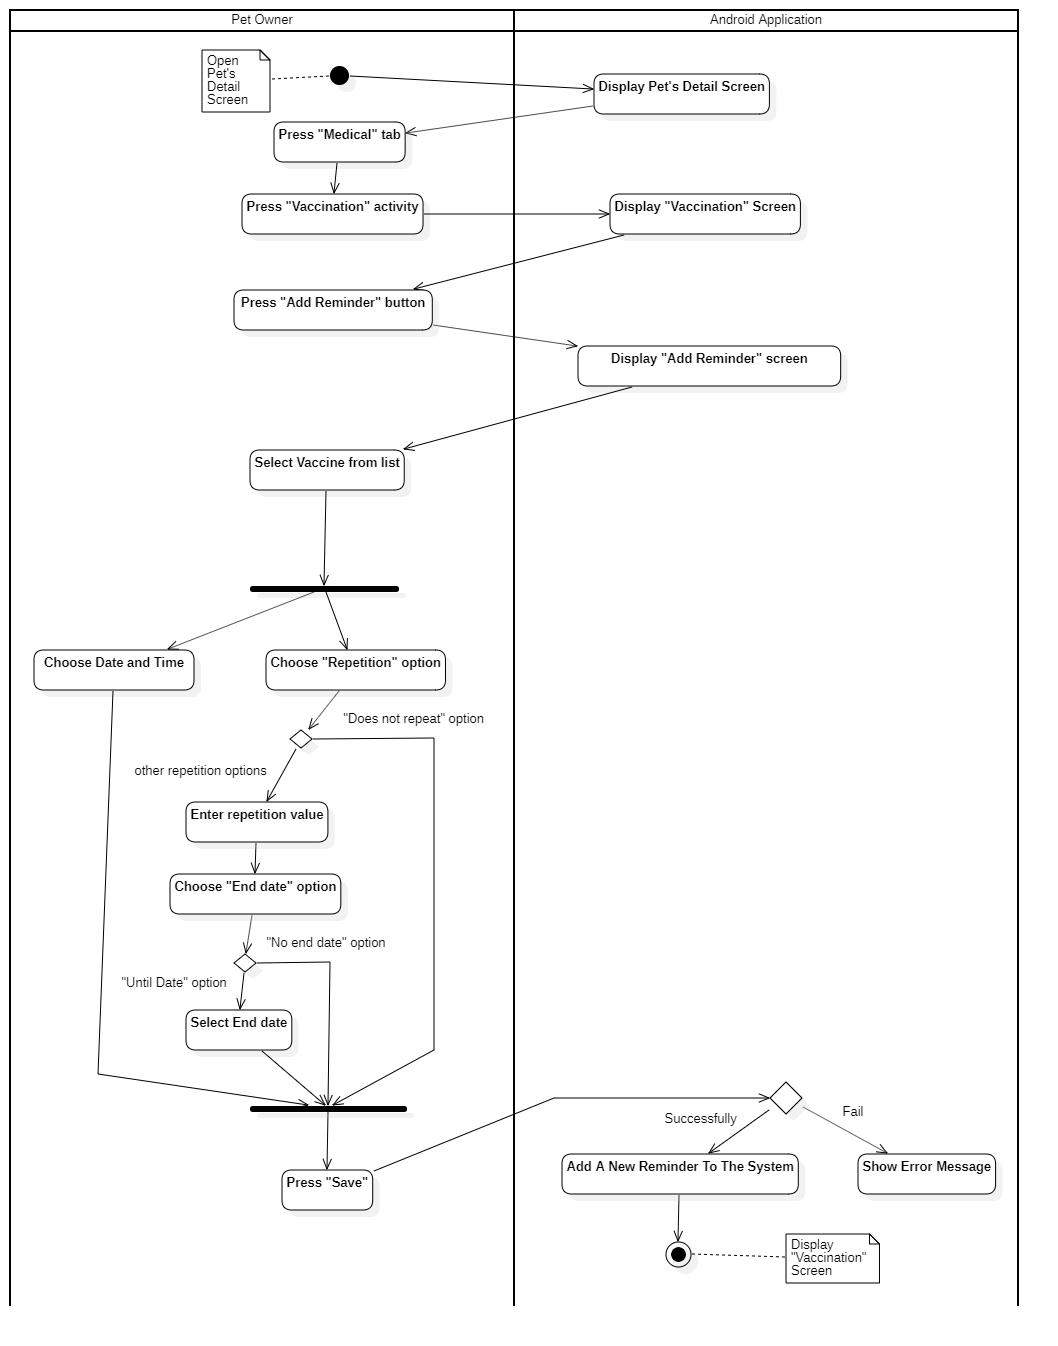 Pet Owner
Android Application
Open
Pet's
Detail
Screen
Display Pet's Detail Screen
Press "Medical" tab
Press "Vaccination" activity
Display "Vaccination" Screen
Press "Add Reminder" button
Display "Add Reminder" screen
Select Vaccine from list
Choose Date and Time
Choose "Repetition" option
"Does not repeat" option
other repetition options
Enter repetition value
Choose "End date" option
"No end date" option
"Until Date" option
Select End date
Successfully
Fail
Add A New Reminder To The System
Show Error Message
Press "Save"
Display
"Vaccination"
Screen